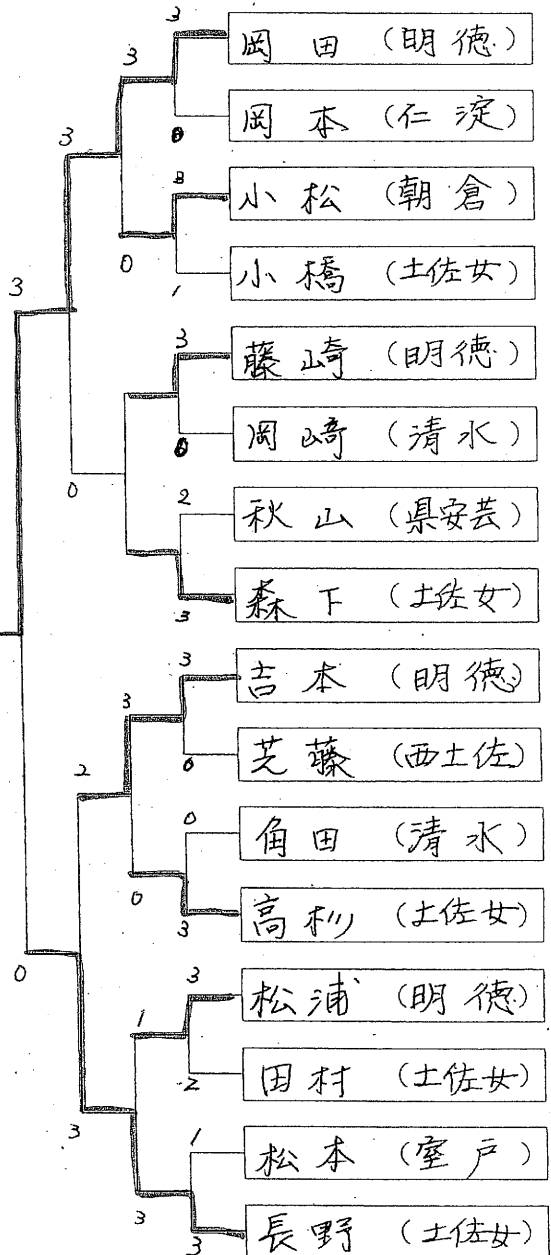 3
岡田 (明徳)
3
岡本 (仁淀)
3
0
3
小松 (朝倉)
0
1
小橋 (土佐女)
3
3
藤崎 (明徳)
0
岡崎 (清水)
0
2
秋山 (県安芸)
3
森下 (土佐女)
3
吉本 (明徳)
3
0
芝藤 (西土佐)
2
0
角田 (清水)
0
3
高杉 (土佐女)
0
3
松浦 (明徳)
1
2
田村 (土佐女)
3
1
松本 (室戸)
3
3
長野 (土佐女)